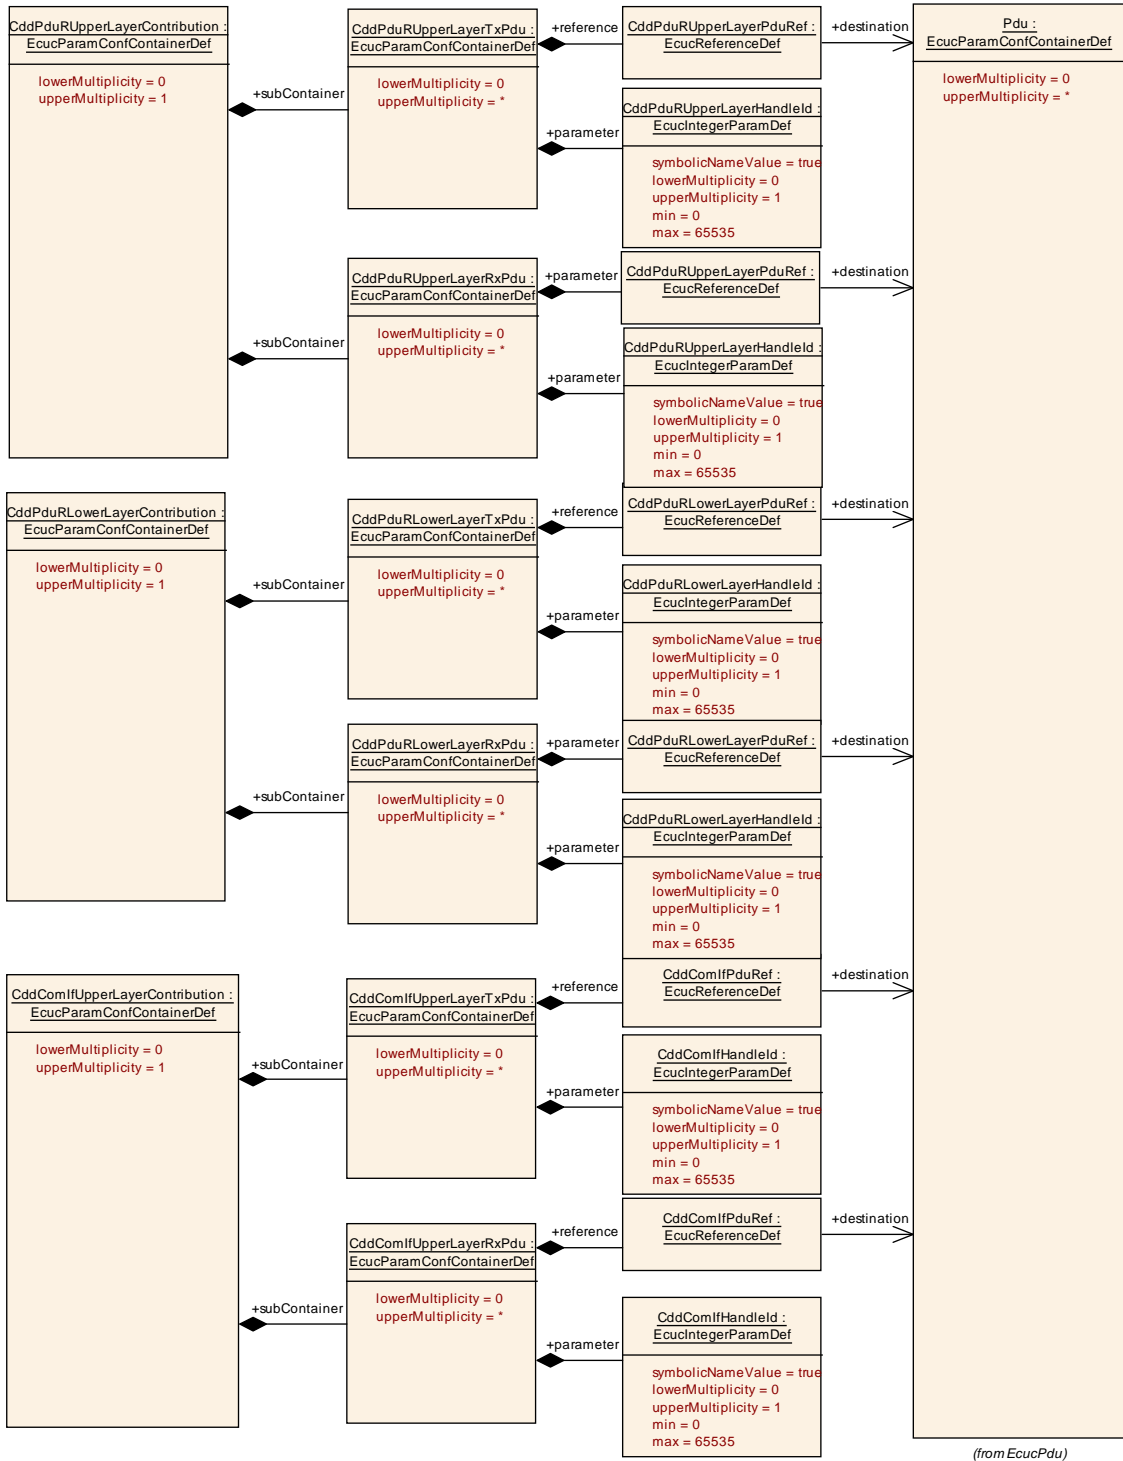 CddPduRUpperLayerContribution :
EcucParamConfContainerDef
lowerMultiplicity = 0
upperMultiplicity = 1
+subContainer
CddPduRUpperLayerTxPdu :
EcucParamConfContainerDef
lowerMultiplicity = 0
upperMultiplicity = *
+reference
CddPduRUpperLayerPduRef :
EcucReferenceDef
+destination
Pdu :
EcucParamConfContainerDef
lowerMultiplicity = 0
upperMultiplicity = *
+parameter
CddPduRUpperLayerHandleId :
EcucIntegerParamDef
symbolicNameValue = true
lowerMultiplicity = 0
upperMultiplicity = 1
min = 0
max = 65535
+subContainer
CddPduRUpperLayerRxPdu :
EcucParamConfContainerDef
lowerMultiplicity = 0
upperMultiplicity = *
+parameter
CddPduRUpperLayerPduRef :
EcucReferenceDef
+destination
+parameter
CddPduRUpperLayerHandleId :
EcucIntegerParamDef
symbolicNameValue = true
lowerMultiplicity = 0
upperMultiplicity = 1
min = 0
max = 65535
CddPduRLowerLayerContribution :
EcucParamConfContainerDef
lowerMultiplicity = 0
upperMultiplicity = 1
+subContainer
CddPduRLowerLayerTxPdu :
EcucParamConfContainerDef
lowerMultiplicity = 0
upperMultiplicity = *
+reference
CddPduRLowerLayerPduRef :
EcucReferenceDef
+destination
+parameter
CddPduRLowerLayerHandleId :
EcucIntegerParamDef
symbolicNameValue = true
lowerMultiplicity = 0
upperMultiplicity = 1
min = 0
max = 65535
+subContainer
CddPduRLowerLayerRxPdu :
EcucParamConfContainerDef
lowerMultiplicity = 0
upperMultiplicity = *
+parameter
CddPduRLowerLayerPduRef :
EcucReferenceDef
+destination
+parameter
CddPduRLowerLayerHandleId :
EcucIntegerParamDef
symbolicNameValue = true
lowerMultiplicity = 0
upperMultiplicity = 1
min = 0
max = 65535
CddComIfUpperLayerContribution :
EcucParamConfContainerDef
lowerMultiplicity = 0
upperMultiplicity = 1
+subContainer
CddComIfUpperLayerTxPdu :
EcucParamConfContainerDef
lowerMultiplicity = 0
upperMultiplicity = *
+reference
CddComIfPduRef :
EcucReferenceDef
+destination
+parameter
CddComIfHandleId :
EcucIntegerParamDef
symbolicNameValue = true
lowerMultiplicity = 0
upperMultiplicity = 1
min = 0
max = 65535
+subContainer
CddComIfUpperLayerRxPdu :
EcucParamConfContainerDef
lowerMultiplicity = 0
upperMultiplicity = *
+reference
CddComIfPduRef :
EcucReferenceDef
+destination
+parameter
CddComIfHandleId :
EcucIntegerParamDef
symbolicNameValue = true
lowerMultiplicity = 0
upperMultiplicity = 1
min = 0
max = 65535
(from EcucPdu)